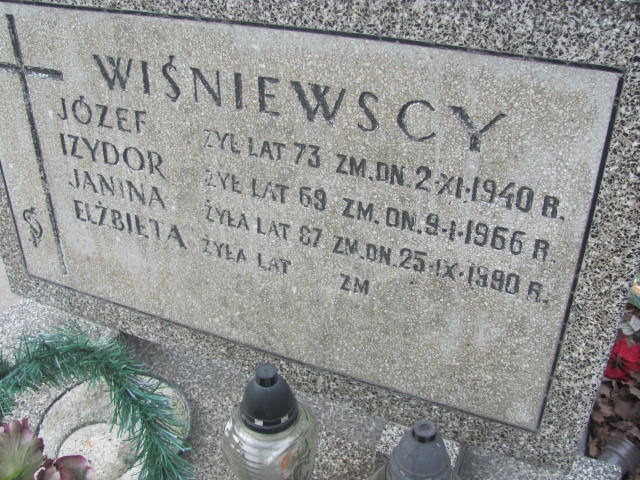 WIŚNIEWSCY
JÓZEF ŻYŁ LAT 73 ZM. DN. 2·XI·1940 R.
IZYDOR ŻYŁ LAT 69 ZM. DN. 9·I·1966 R.
JANINA ŻYŁA LAT 87 ZM. DN. 25·IX·1990 R.
ELŻBIETA ŻYŁA LAT ZM